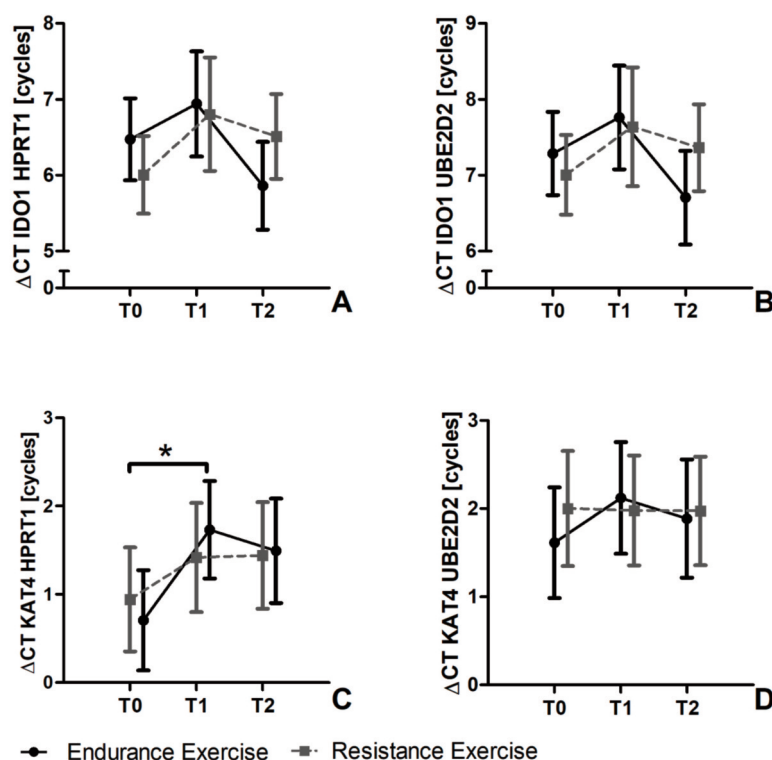 ΔCT IDO1 HPRT1 [cycles]
8
7
6
5
0
T0 T1 T2
A
ΔCT IDO1 UBE2D2 [cycles]
9
8
7
6
0
T0 T1 T2
B
ΔCT KAT4 HPRT1 [cycles]
3
2
1
0
*
T0 T1 T2
C
ΔCT KAT4 UBE2D2 [cycles]
3
2
1
0
T0 T1 T2
D
Endurance Exercise Resistance Exercise